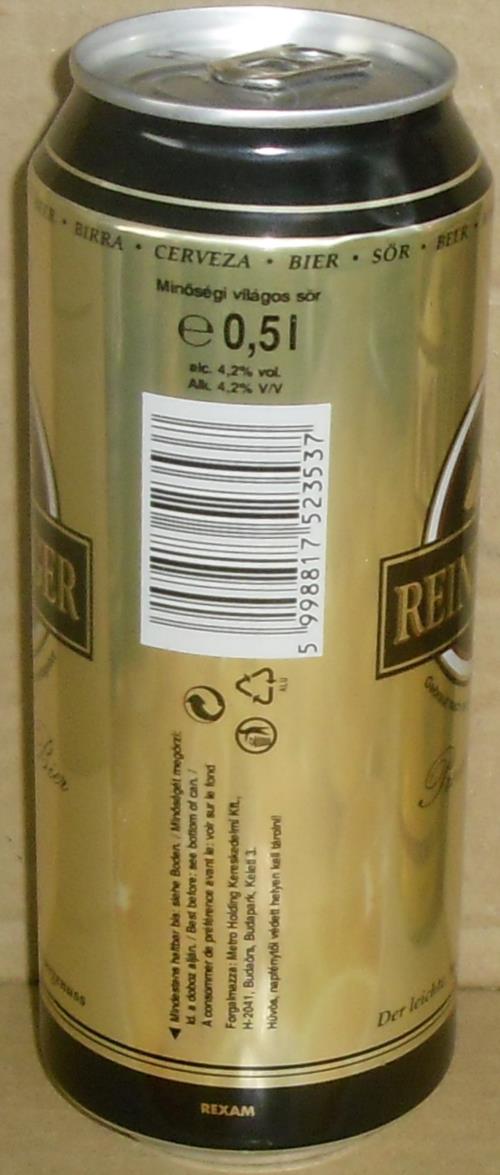 BIRRA • CERVEZA • BIER • SÖR • BEER
Minőségi világos sör
e 0,5 l
alc. 4,2% vol.
Alk. 4,2% V/V
5 998817 523537
ALU
GER
REIN
Bier
Mindestens haltbar bis: siehe Boden. / Minőségét megőrzi:
ld. a doboz alján. / Best before: see bottom of can. /
A consommer de préférence avant le: voir sur le fond
Forgalmazza: Metro Holding Kereskedelmi Kft.,
H-2041, Budaörs, Budapark, Keleti 3.
Hűvös, napfénytől védett helyen kell tárolni!
Der leichte
REXAM